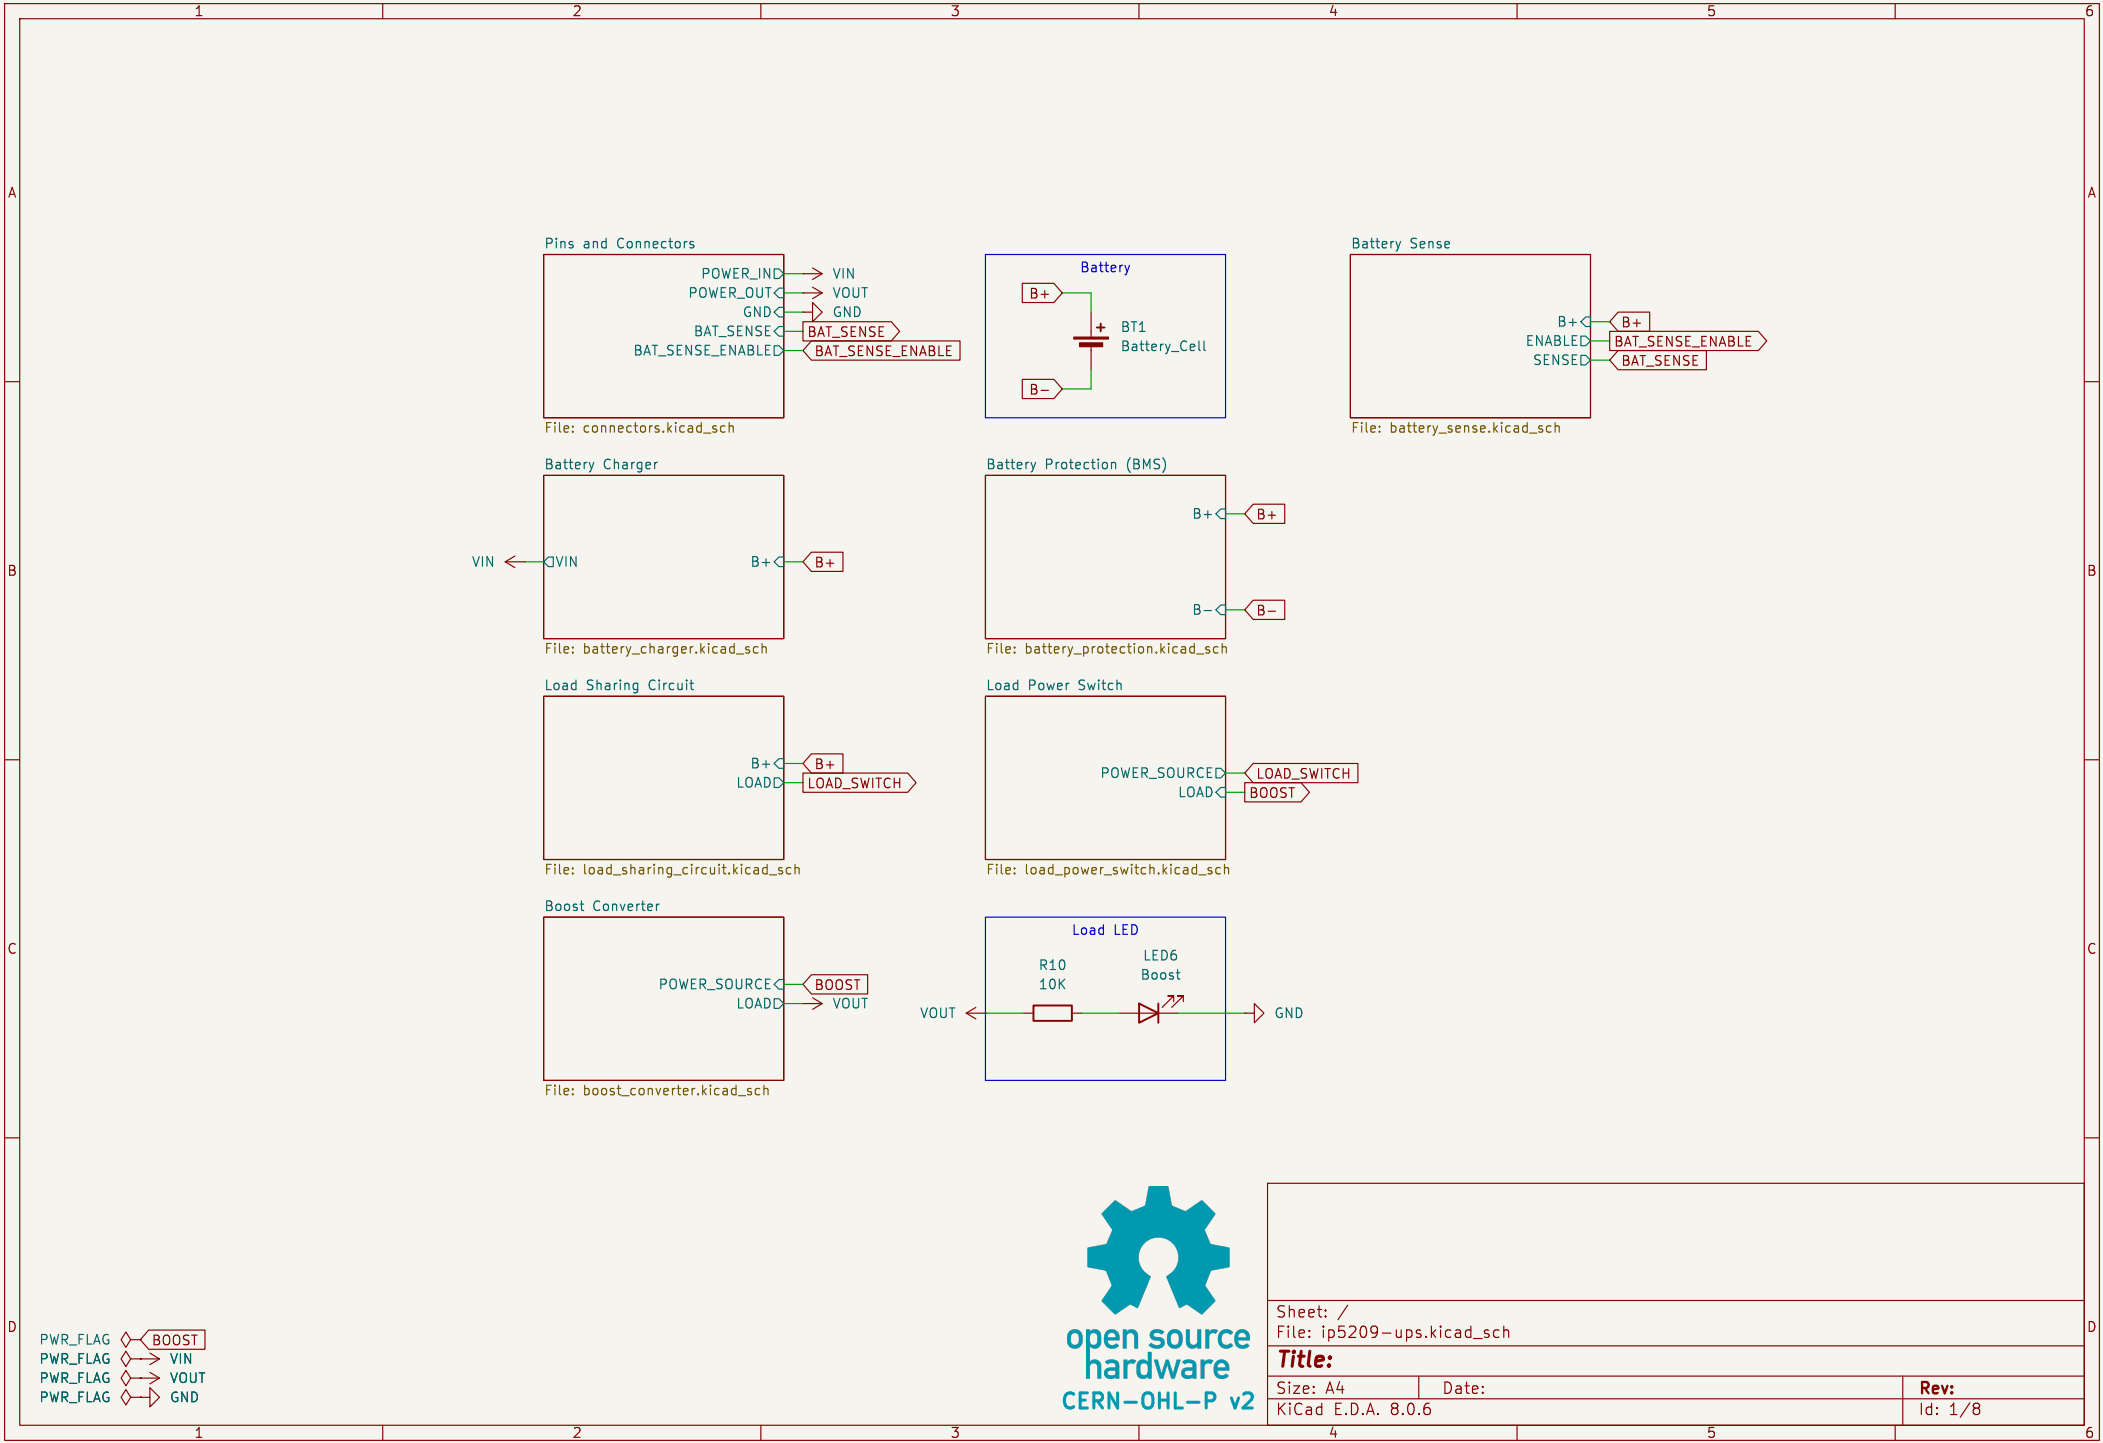 1 2 3 4 5 6
A A
Pins and Connectors
POWER_IN VIN
POWER_OUT VOUT
GND GND
BAT_SENSE BAT_SENSE
BAT_SENSE_ENABLE BAT_SENSE_ENABLE
File: connectors.kicad_sch
Battery
B+
+
BT1
Battery_Cell
B-
Battery Sense
B+ B+
ENABLE BAT_SENSE_ENABLE
SENSE BAT_SENSE
File: battery_sense.kicad_sch
B B
Battery Charger
VIN VIN B+ B+
File: battery_charger.kicad_sch
Battery Protection (BMS)
B+ B+
B- B-
File: battery_protection.kicad_sch
Load Sharing Circuit
B+ B+
LOAD LOAD_SWITCH
File: load_sharing_circuit.kicad_sch
Load Power Switch
POWER_SOURCE LOAD_SWITCH
LOAD BOOST
File: load_power_switch.kicad_sch
C C
Boost Converter
POWER_SOURCE BOOST
LOAD VOUT
File: boost_converter.kicad_sch
Load LED
R10
10K
LED6
Boost
VOUT GND
D D
PWR_FLAG BOOST
PWR_FLAG VIN
PWR_FLAG VOUT
PWR_FLAG GND
open source
hardware
CERN-OHL-P v2
Sheet: /
File: ip5209-ups.kicad_sch
Title:
Size: A4 Date: Rev:
KiCad E.D.A. 8.0.6 Id: 1/8
1 2 3 4 5 6